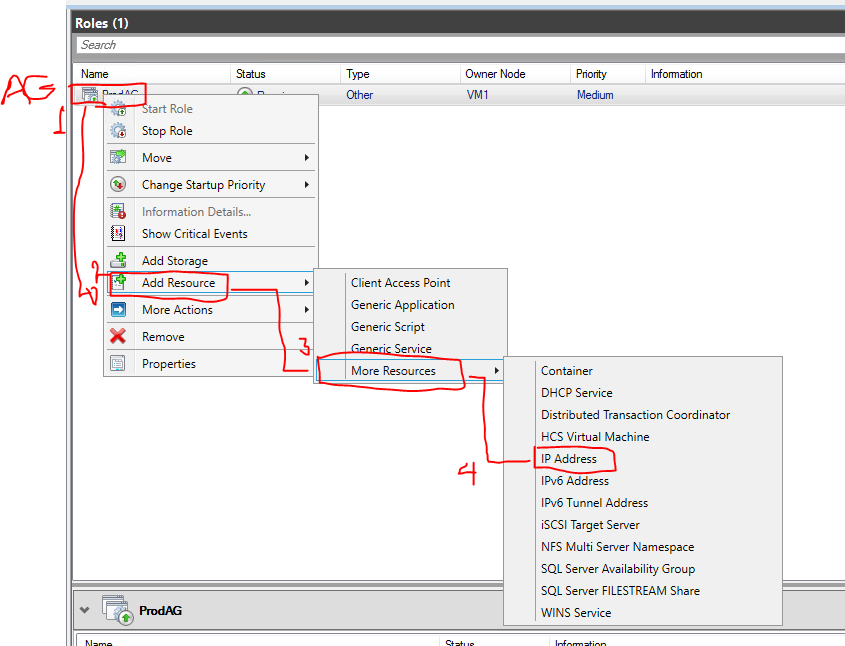 Roles (1)
Search
Name Status Type Owner Node Priority Information
AG ProdAG Other VM1 Medium
1 Start Role
Stop Role
Move
Change Startup Priority
Information Details...
Show Critical Events
Add Storage
2 Add Resource
More Actions
Remove
Properties
Client Access Point
Generic Application
Generic Script
Generic Service
3 More Resources
Container
DHCP Service
Distributed Transaction Coordinator
HCS Virtual Machine
4 IP Address
IPv6 Address
IPv6 Tunnel Address
iSCSI Target Server
NFS Multi Server Namespace
SQL Server Availability Group
SQL Server FILESTREAM Share
WINS Service
ProdAG
Name Status Information